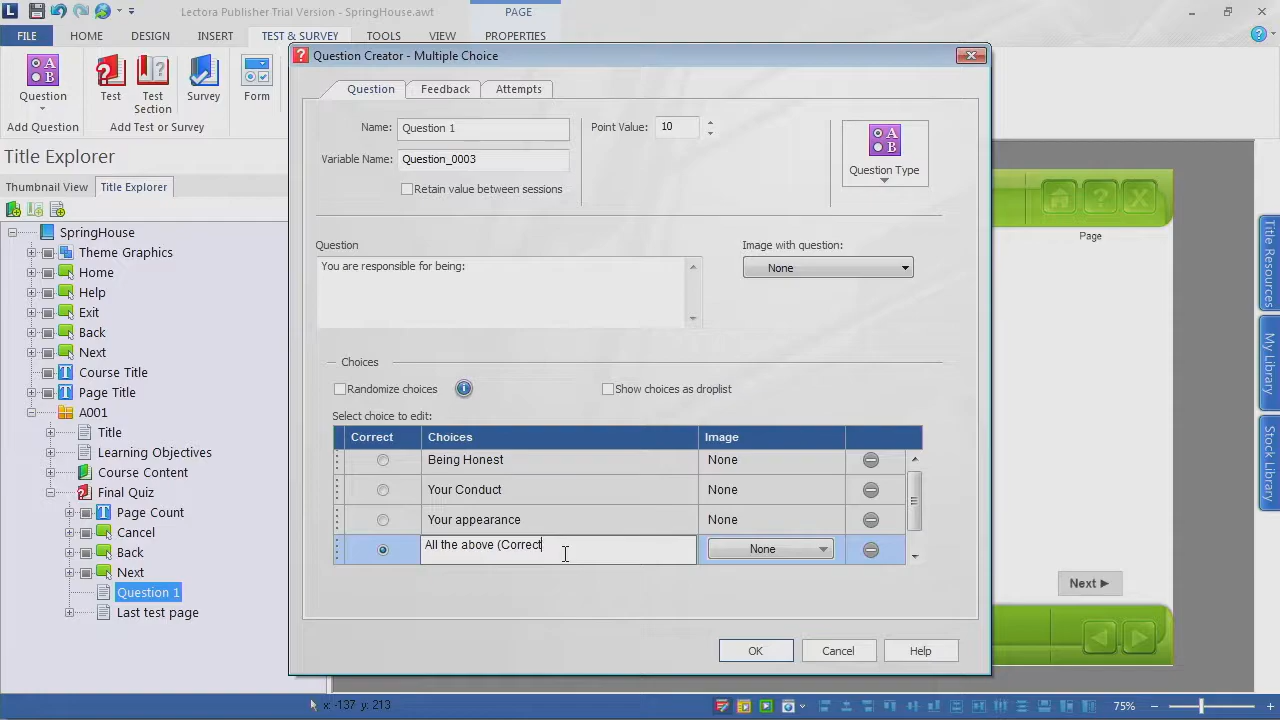 Lectora Publisher Trial Version - SpringHouse.awt
PAGE
FILE
HOME
DESIGN
INSERT
TEST & SURVEY
TOOLS
VIEW
PROPERTIES
Question
Test
Test Section
Survey
Form
Add Question
Add Test or Survey
Title Explorer
Thumbnail View
Title Explorer
SpringHouse
Theme Graphics
Home
Help
Exit
Back
Next
Course Title
Page Title
A001
Title
Learning Objectives
Course Content
Final Quiz
Page Count
Cancel
Back
Next
Question 1
Last test page
Question Creator - Multiple Choice
Question
Feedback
Attempts
Name:
Question 1
Point Value:
10
Variable Name:
Question_0003
Retain value between sessions
Question Type
Question
Image with question:
You are responsible for being:
None
Choices
Randomize choices
Show choices as droplist
Select choice to edit:
Correct Choices Image
Being Honest None
Your Conduct None
Your appearance None
All the above (Correct None
OK
Cancel
Help
Page
Next
Title Resources
My Library
Stock Library
x: -137 y: 213
75%